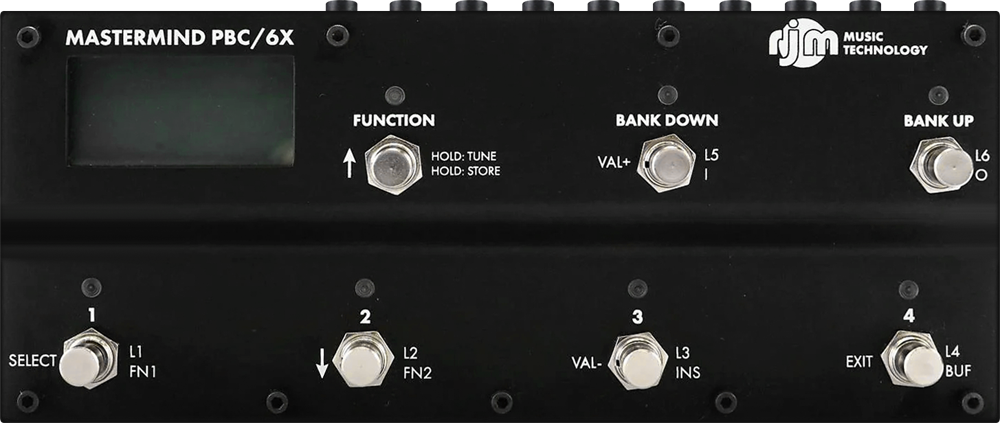 MASTERMIND PBC/6X
rjm MUSIC
TECHNOLOGY
FUNCTION
HOLD: TUNE
HOLD: STORE
BANK DOWN
VAL+
L5
I
BANK UP
L6
O
1
SELECT
L1
FN1
2
L2
FN2
3
VAL-
L3
INS
4
EXIT
L4
BUF